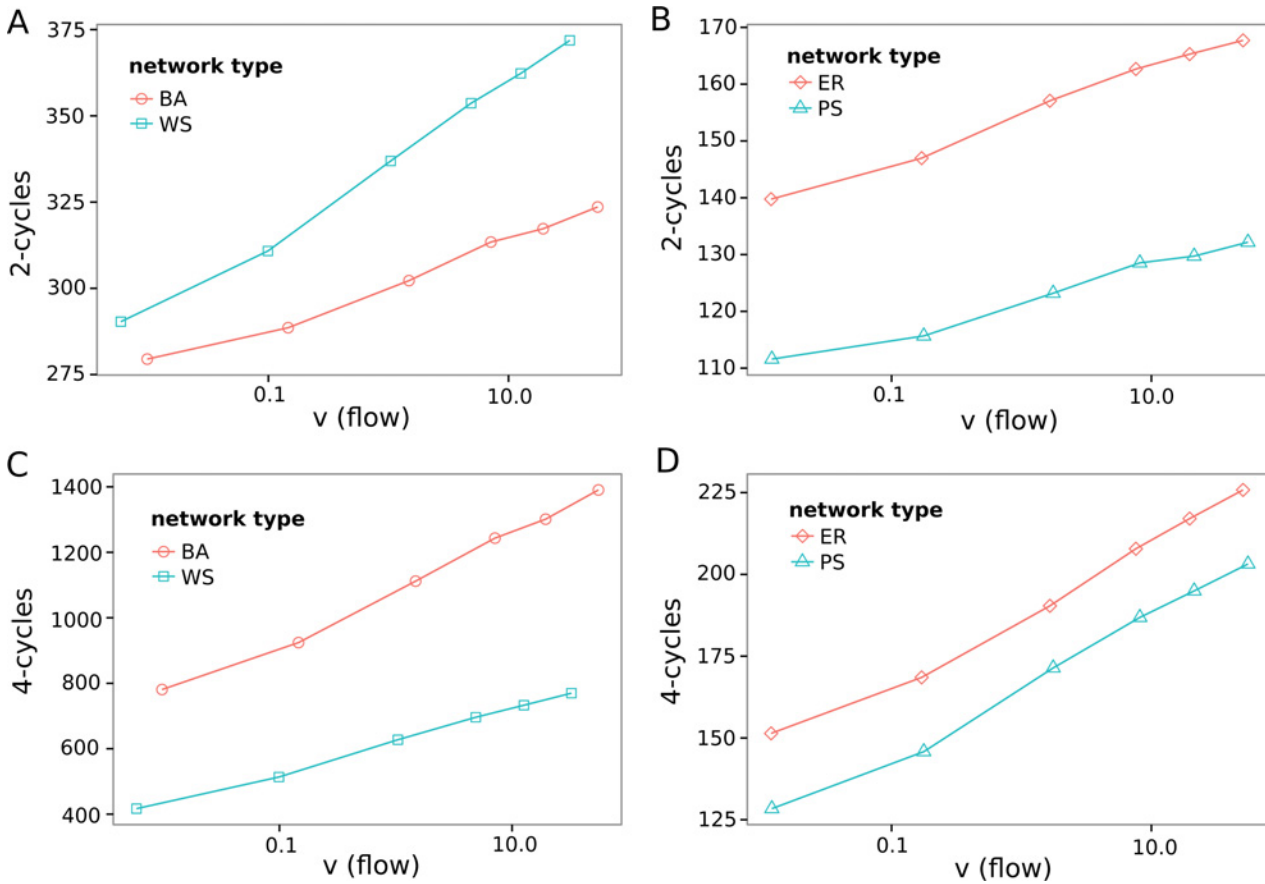 A
network type
BA
WS
2-cycles
375
350
325
300
275
0.1
10.0
v (flow)
B
network type
ER
PS
2-cycles
170
160
150
140
130
120
110
0.1
10.0
v (flow)
C
network type
BA
WS
4-cycles
1400
1200
1000
800
600
400
0.1
10.0
v (flow)
D
network type
ER
PS
4-cycles
225
200
175
150
125
0.1
10.0
v (flow)